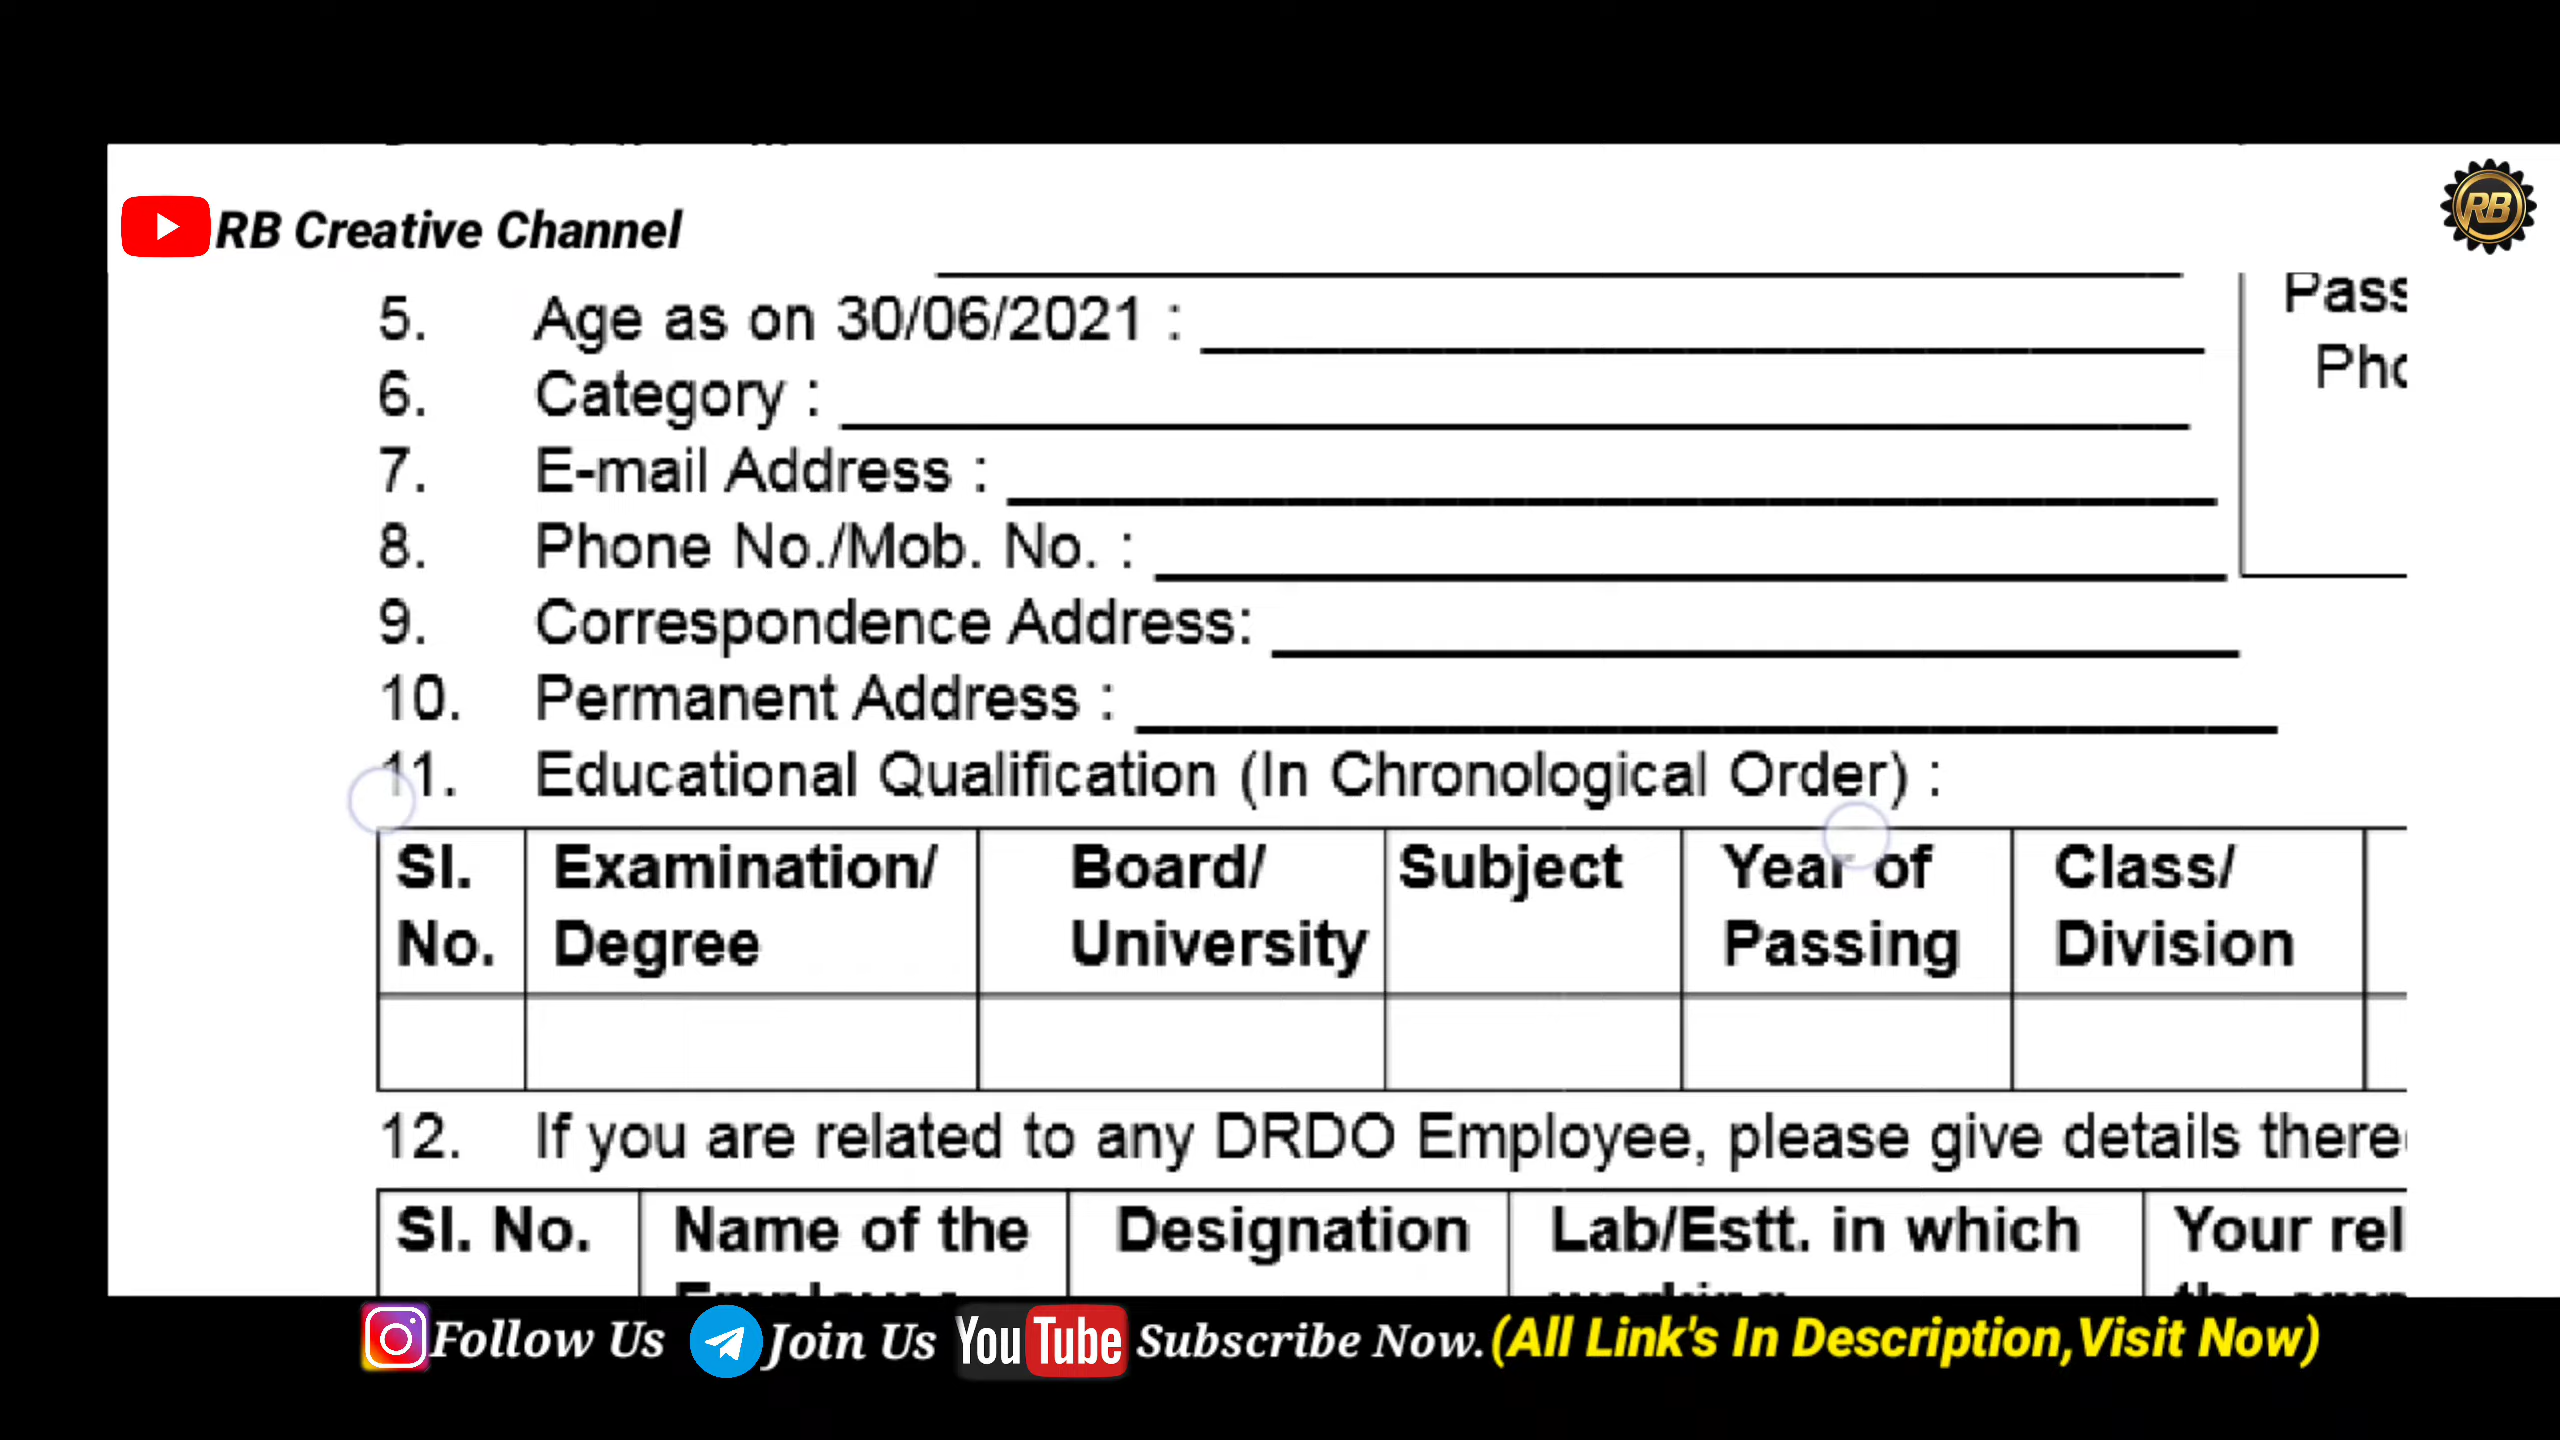 RB Creative Channel
RB
5. Age as on 30/06/2021 :
Pass
6. Category :
Pho
7. E-mail Address :
8. Phone No./Mob. No. :
9. Correspondence Address:
10. Permanent Address :
11. Educational Qualification (In Chronological Order) :
Sl. Examination/ Board/ Subject Year of Class/
No. Degree University Passing Division
12. If you are related to any DRDO Employee, please give details there
Sl. No. Name of the Designation Lab/Estt. in which Your rel
Follow Us Join Us YouTube Subscribe Now. (All Link's In Description,Visit Now)